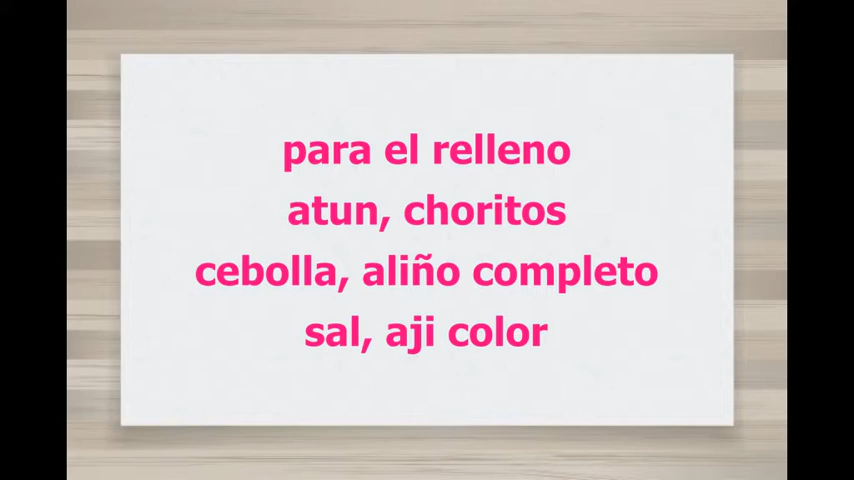 para el relleno
atun, choritos
cebolla, aliño completo
sal, aji color